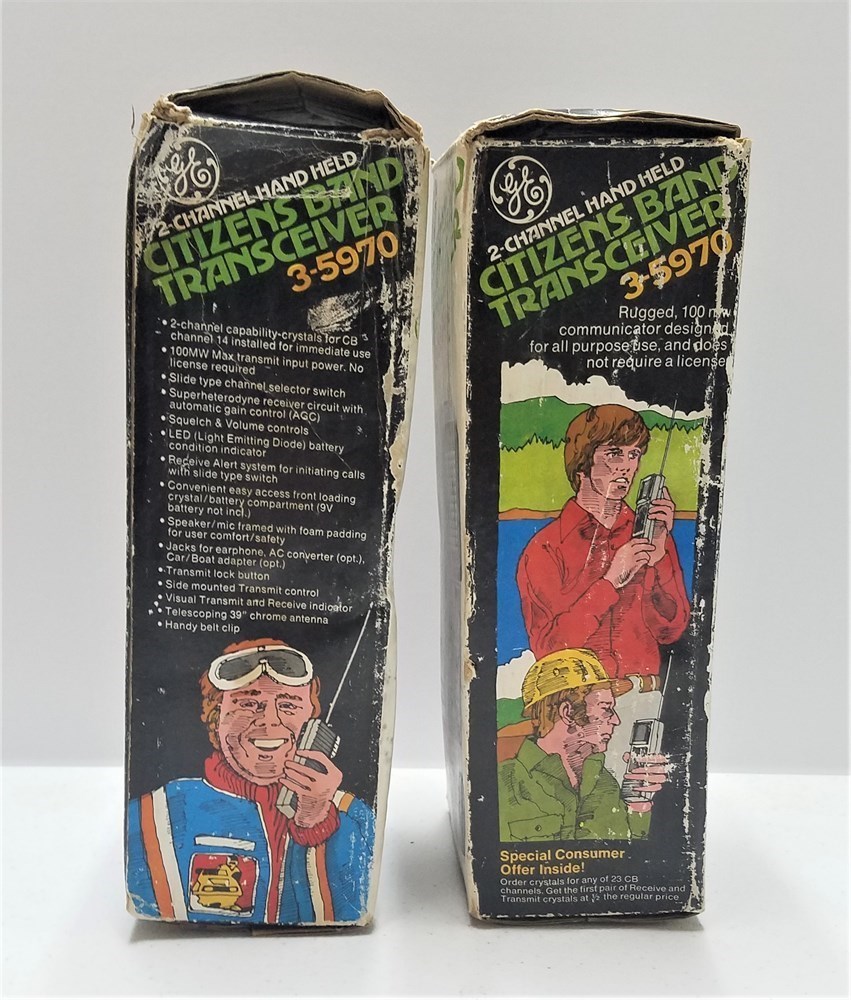 GE
2-CHANNEL HAND HELD
CITIZENS BAND
TRANSCEIVER
3-5970
• 2-channel capability-crystals for CB
channel 14 installed for immediate use
• 100MW Max transmit input power. No
license required
• Slide type channel selector switch
• Superheterodyne receiver circuit with
automatic gain control (AGC)
• Squelch & Volume controls
• LED (Light Emitting Diode) battery
condition indicator
• Receive Alert system for initiating calls
with slide type switch
• Convenient easy access front loading
crystal/battery compartment (9V
battery not incl.)
• Speaker/mic framed with foam padding
for user comfort/safety
• Jacks for earphone, AC converter (opt.),
Car/Boat adapter (opt.)
• Transmit lock button
• Side mounted Transmit control
• Visual Transmit and Receive indicator
• Telescoping 39" chrome antenna
• Handy belt clip
GE
2-CHANNEL HAND HELD
CITIZENS BAND
TRANSCEIVER
3-5970
Rugged, 100 mw
communicator designed
for all purpose use, and does
not require a license
Special Consumer
Offer Inside!
Order crystals for any of 23 CB
channels. Get the first pair of Receive and
Transmit crystals at ½ the regular price